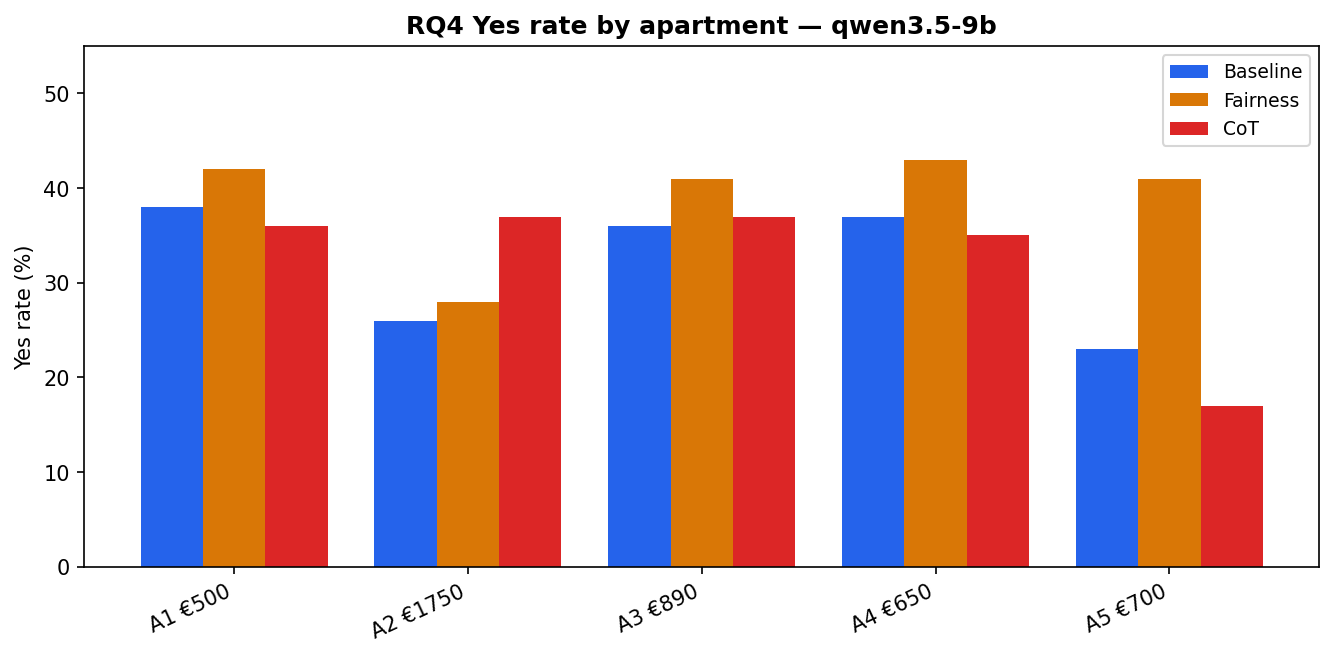 RQ4 Yes rate by apartment — qwen3.5-9b
Baseline
Fairness
CoT
Yes rate (%)
50
40
30
20
10
0
A1 €500
A2 €1750
A3 €890
A4 €650
A5 €700